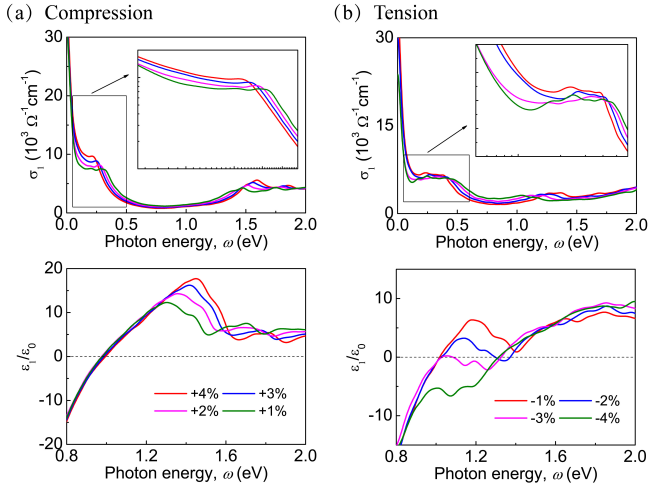 (a) Compression
(b) Tension
30
20
10
0
0.0 0.5 1.0 1.5 2.0
σ₁ (10³ Ω⁻¹cm⁻¹)
Photon energy, ω (eV)
30
15
0
0.0 0.5 1.0 1.5 2.0
σ₁ (10³ Ω⁻¹cm⁻¹)
Photon energy, ω (eV)
20
10
0
-10
-20
0.8 1.2 1.6 2.0
ε₁/ε₀
+4% +3%
+2% +1%
Photon energy, ω (eV)
10
0
-10
0.8 1.2 1.6 2.0
ε₁/ε₀
-1% -2%
-3% -4%
Photon energy, ω (eV)